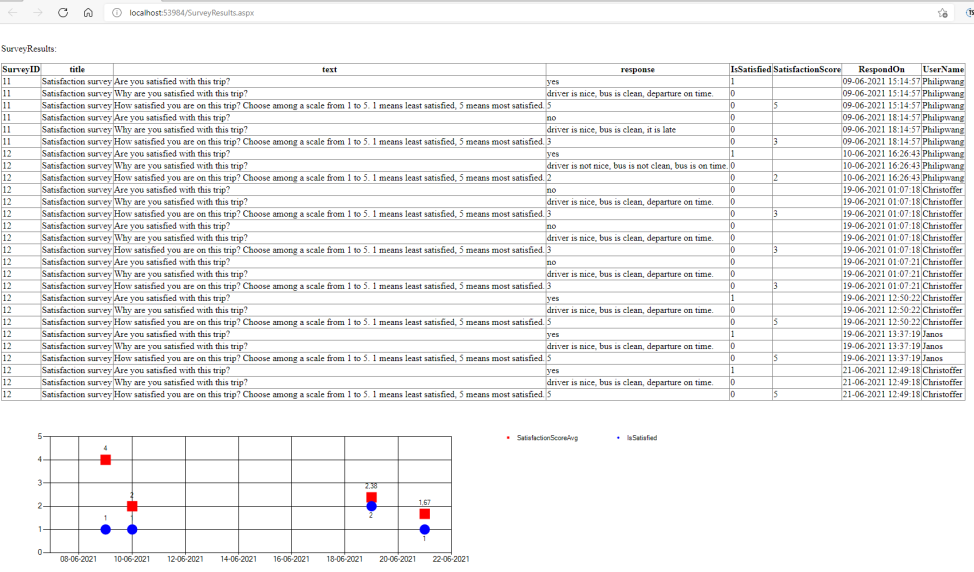 localhost:53984/SurveyResults.aspx
SurveyResults:
SurveyID title text response IsSatisfied SatisfactionScore RespondOn UserName
11 Satisfaction survey Are you satisfied with this trip? yes 1 09-06-2021 15:14:57 Philipwang
11 Satisfaction survey Why are you satisfied with this trip? driver is nice, bus is clean, departure on time. 0 09-06-2021 15:14:57 Philipwang
11 Satisfaction survey How satisfied you are on this trip? Choose among a scale from 1 to 5. 1 means least satisfied, 5 means most satisfied. 5 0 5 09-06-2021 15:14:57 Philipwang
11 Satisfaction survey Are you satisfied with this trip? no 0 09-06-2021 18:14:57 Philipwang
11 Satisfaction survey Why are you satisfied with this trip? driver is nice, bus is clean, it is late 0 09-06-2021 18:14:57 Philipwang
11 Satisfaction survey How satisfied you are on this trip? Choose among a scale from 1 to 5. 1 means least satisfied, 5 means most satisfied. 3 0 3 09-06-2021 18:14:57 Philipwang
12 Satisfaction survey Are you satisfied with this trip? yes 1 10-06-2021 16:26:43 Philipwang
12 Satisfaction survey Why are you satisfied with this trip? driver is not nice, bus is not clean, bus is on time. 0 10-06-2021 16:26:43 Philipwang
12 Satisfaction survey How satisfied you are on this trip? Choose among a scale from 1 to 5. 1 means least satisfied, 5 means most satisfied. 2 0 2 10-06-2021 16:26:43 Philipwang
12 Satisfaction survey Are you satisfied with this trip? no 0 19-06-2021 01:07:18 Christoffer
12 Satisfaction survey Why are you satisfied with this trip? driver is nice, bus is clean, departure on time. 0 19-06-2021 01:07:18 Christoffer
12 Satisfaction survey How satisfied you are on this trip? Choose among a scale from 1 to 5. 1 means least satisfied, 5 means most satisfied. 3 0 3 19-06-2021 01:07:18 Christoffer
12 Satisfaction survey Are you satisfied with this trip? no 0 19-06-2021 01:07:18 Christoffer
12 Satisfaction survey Why are you satisfied with this trip? driver is nice, bus is clean, departure on time. 0 19-06-2021 01:07:18 Christoffer
12 Satisfaction survey How satisfied you are on this trip? Choose among a scale from 1 to 5. 1 means least satisfied, 5 means most satisfied. 3 0 3 19-06-2021 01:07:18 Christoffer
12 Satisfaction survey Are you satisfied with this trip? no 0 19-06-2021 01:07:21 Christoffer
12 Satisfaction survey Why are you satisfied with this trip? driver is nice, bus is clean, departure on time. 0 19-06-2021 01:07:21 Christoffer
12 Satisfaction survey How satisfied you are on this trip? Choose among a scale from 1 to 5. 1 means least satisfied, 5 means most satisfied. 3 0 3 19-06-2021 01:07:21 Christoffer
12 Satisfaction survey Are you satisfied with this trip? yes 1 19-06-2021 12:50:22 Christoffer
12 Satisfaction survey Why are you satisfied with this trip? driver is nice, bus is clean, departure on time. 0 19-06-2021 12:50:22 Christoffer
12 Satisfaction survey How satisfied you are on this trip? Choose among a scale from 1 to 5. 1 means least satisfied, 5 means most satisfied. 5 0 5 19-06-2021 12:50:22 Christoffer
12 Satisfaction survey Are you satisfied with this trip? yes 1 19-06-2021 13:37:19 Janos
12 Satisfaction survey Why are you satisfied with this trip? driver is nice, bus is clean, departure on time. 0 19-06-2021 13:37:19 Janos
12 Satisfaction survey How satisfied you are on this trip? Choose among a scale from 1 to 5. 1 means least satisfied, 5 means most satisfied. 5 0 5 19-06-2021 13:37:19 Janos
12 Satisfaction survey Are you satisfied with this trip? yes 1 21-06-2021 12:49:18 Christoffer
12 Satisfaction survey Why are you satisfied with this trip? driver is nice, bus is clean, departure on time. 0 21-06-2021 12:49:18 Christoffer
12 Satisfaction survey How satisfied you are on this trip? Choose among a scale from 1 to 5. 1 means least satisfied, 5 means most satisfied. 5 0 5 21-06-2021 12:49:18 Christoffer
5 SatisfactionScoreAvg IsSatisfied
4
4
3
2 2,38
2 1,67
1 1 2
1 1
0
08-06-2021 10-06-2021 12-06-2021 14-06-2021 16-06-2021 18-06-2021 20-06-2021 22-06-2021